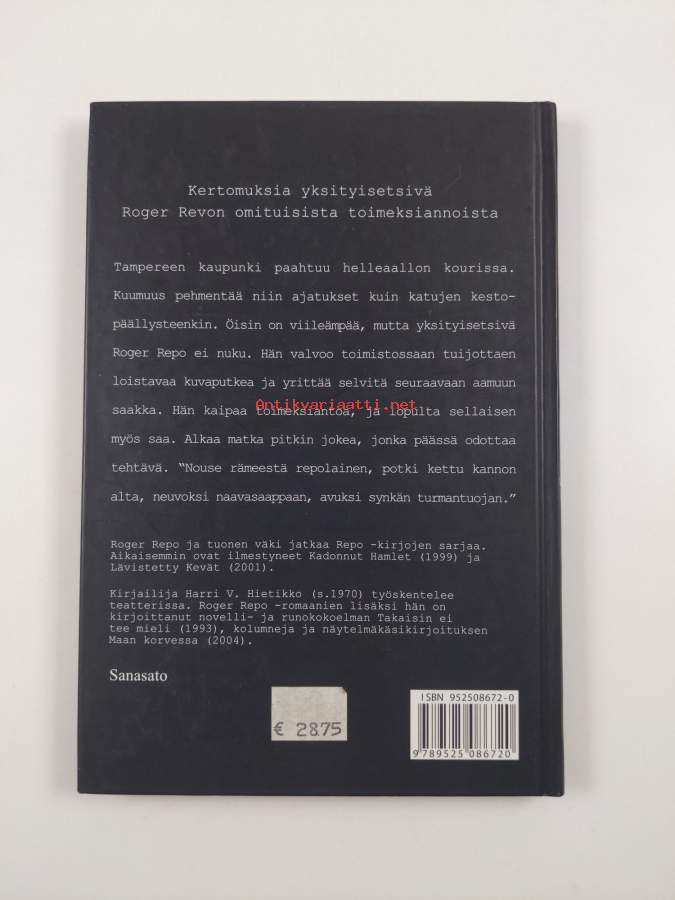 Kertomuksia yksityisetsivä
Roger Revon omituisista toimeksiannoista
Tampereen kaupunki paahtuu helleaallon kourissa.
Kuumuus pehmentää niin ajatukset kuin katujen kesto-
päällysteenkin. Öisin on viileämpää, mutta yksityisetsivä
Roger Repo ei nuku. Hän valvoo toimistossaan tuijottaen
loistavaa kuvaputkea ja yrittää selvitä seuraavaan aamuun
saakka. Hän kaipaa toimeksiantoa, ja lopulta sellaisen
Antikvariaatti.net
myös saa. Alkaa matka pitkin jokea, jonka päässä odottaa
tehtävä. “Nouse rämeestä repolainen, potki kettu kannon
alta, neuvoksi naavasaappaan, avuksi synkän turmantuojan.”
Roger Repo ja tuonen väki jatkaa Repo -kirjojen sarjaa.
Aikaisemmin ovat ilmestyneet Kadonnut Hamlet (1999) ja
Lävistetty Kevät (2001).
Kirjailija Harri V. Hietikko (s.1970) työskentelee
teatterissa. Roger Repo -romaanien lisäksi hän on
kirjoittanut novelli- ja runokokoelman Takaisin ei
tee mieli (1993), kolumneja ja näytelmäkäsikirjoituksen
Maan korvessa (2004).
Sanasato
€ 28.75
ISBN 952508672-0
9 789525 086720